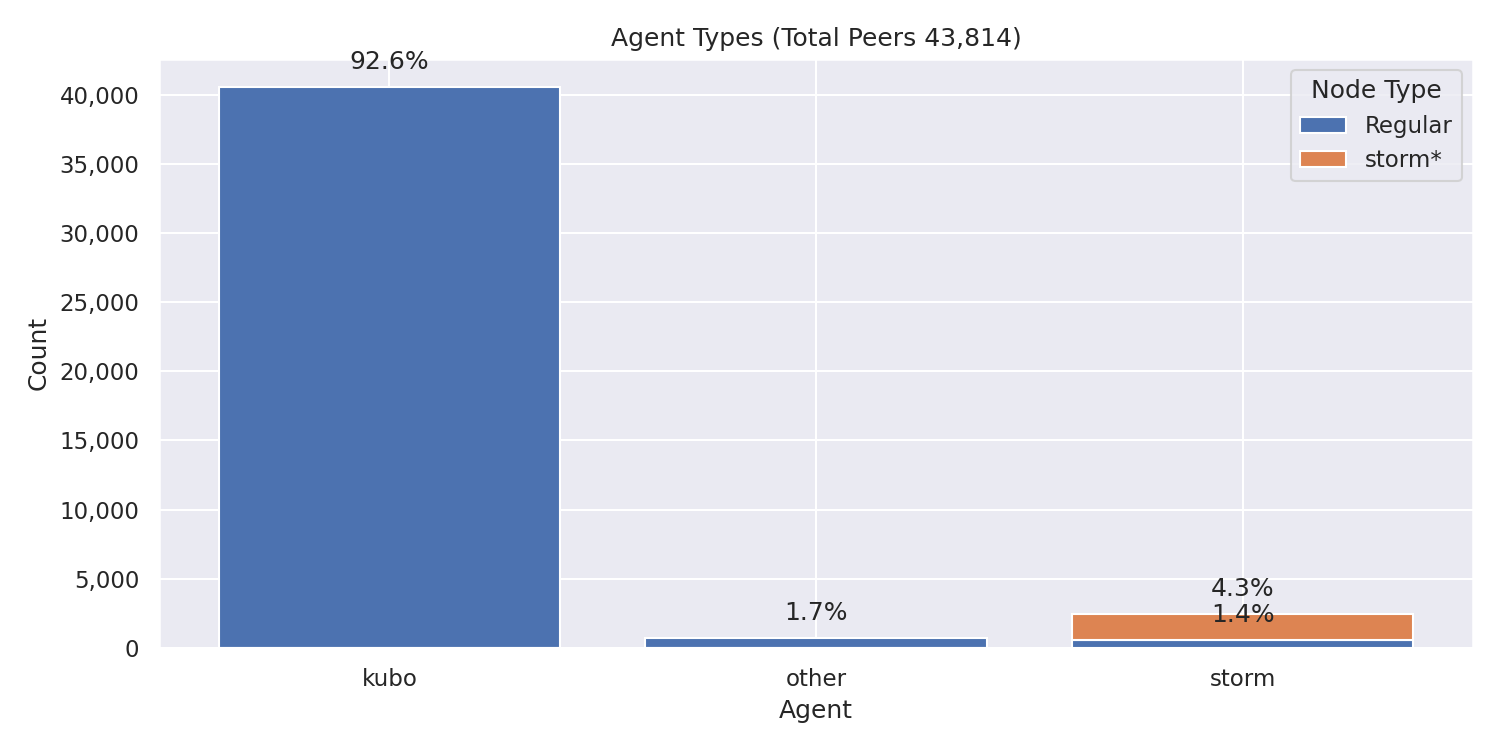 Agent Types (Total Peers 43,814)
92.6%
Node Type
Regular
storm*
40,000
35,000
30,000
25,000
20,000
15,000
10,000
5,000
0
Count
1.7%
4.3%
1.4%
kubo
other
storm
Agent